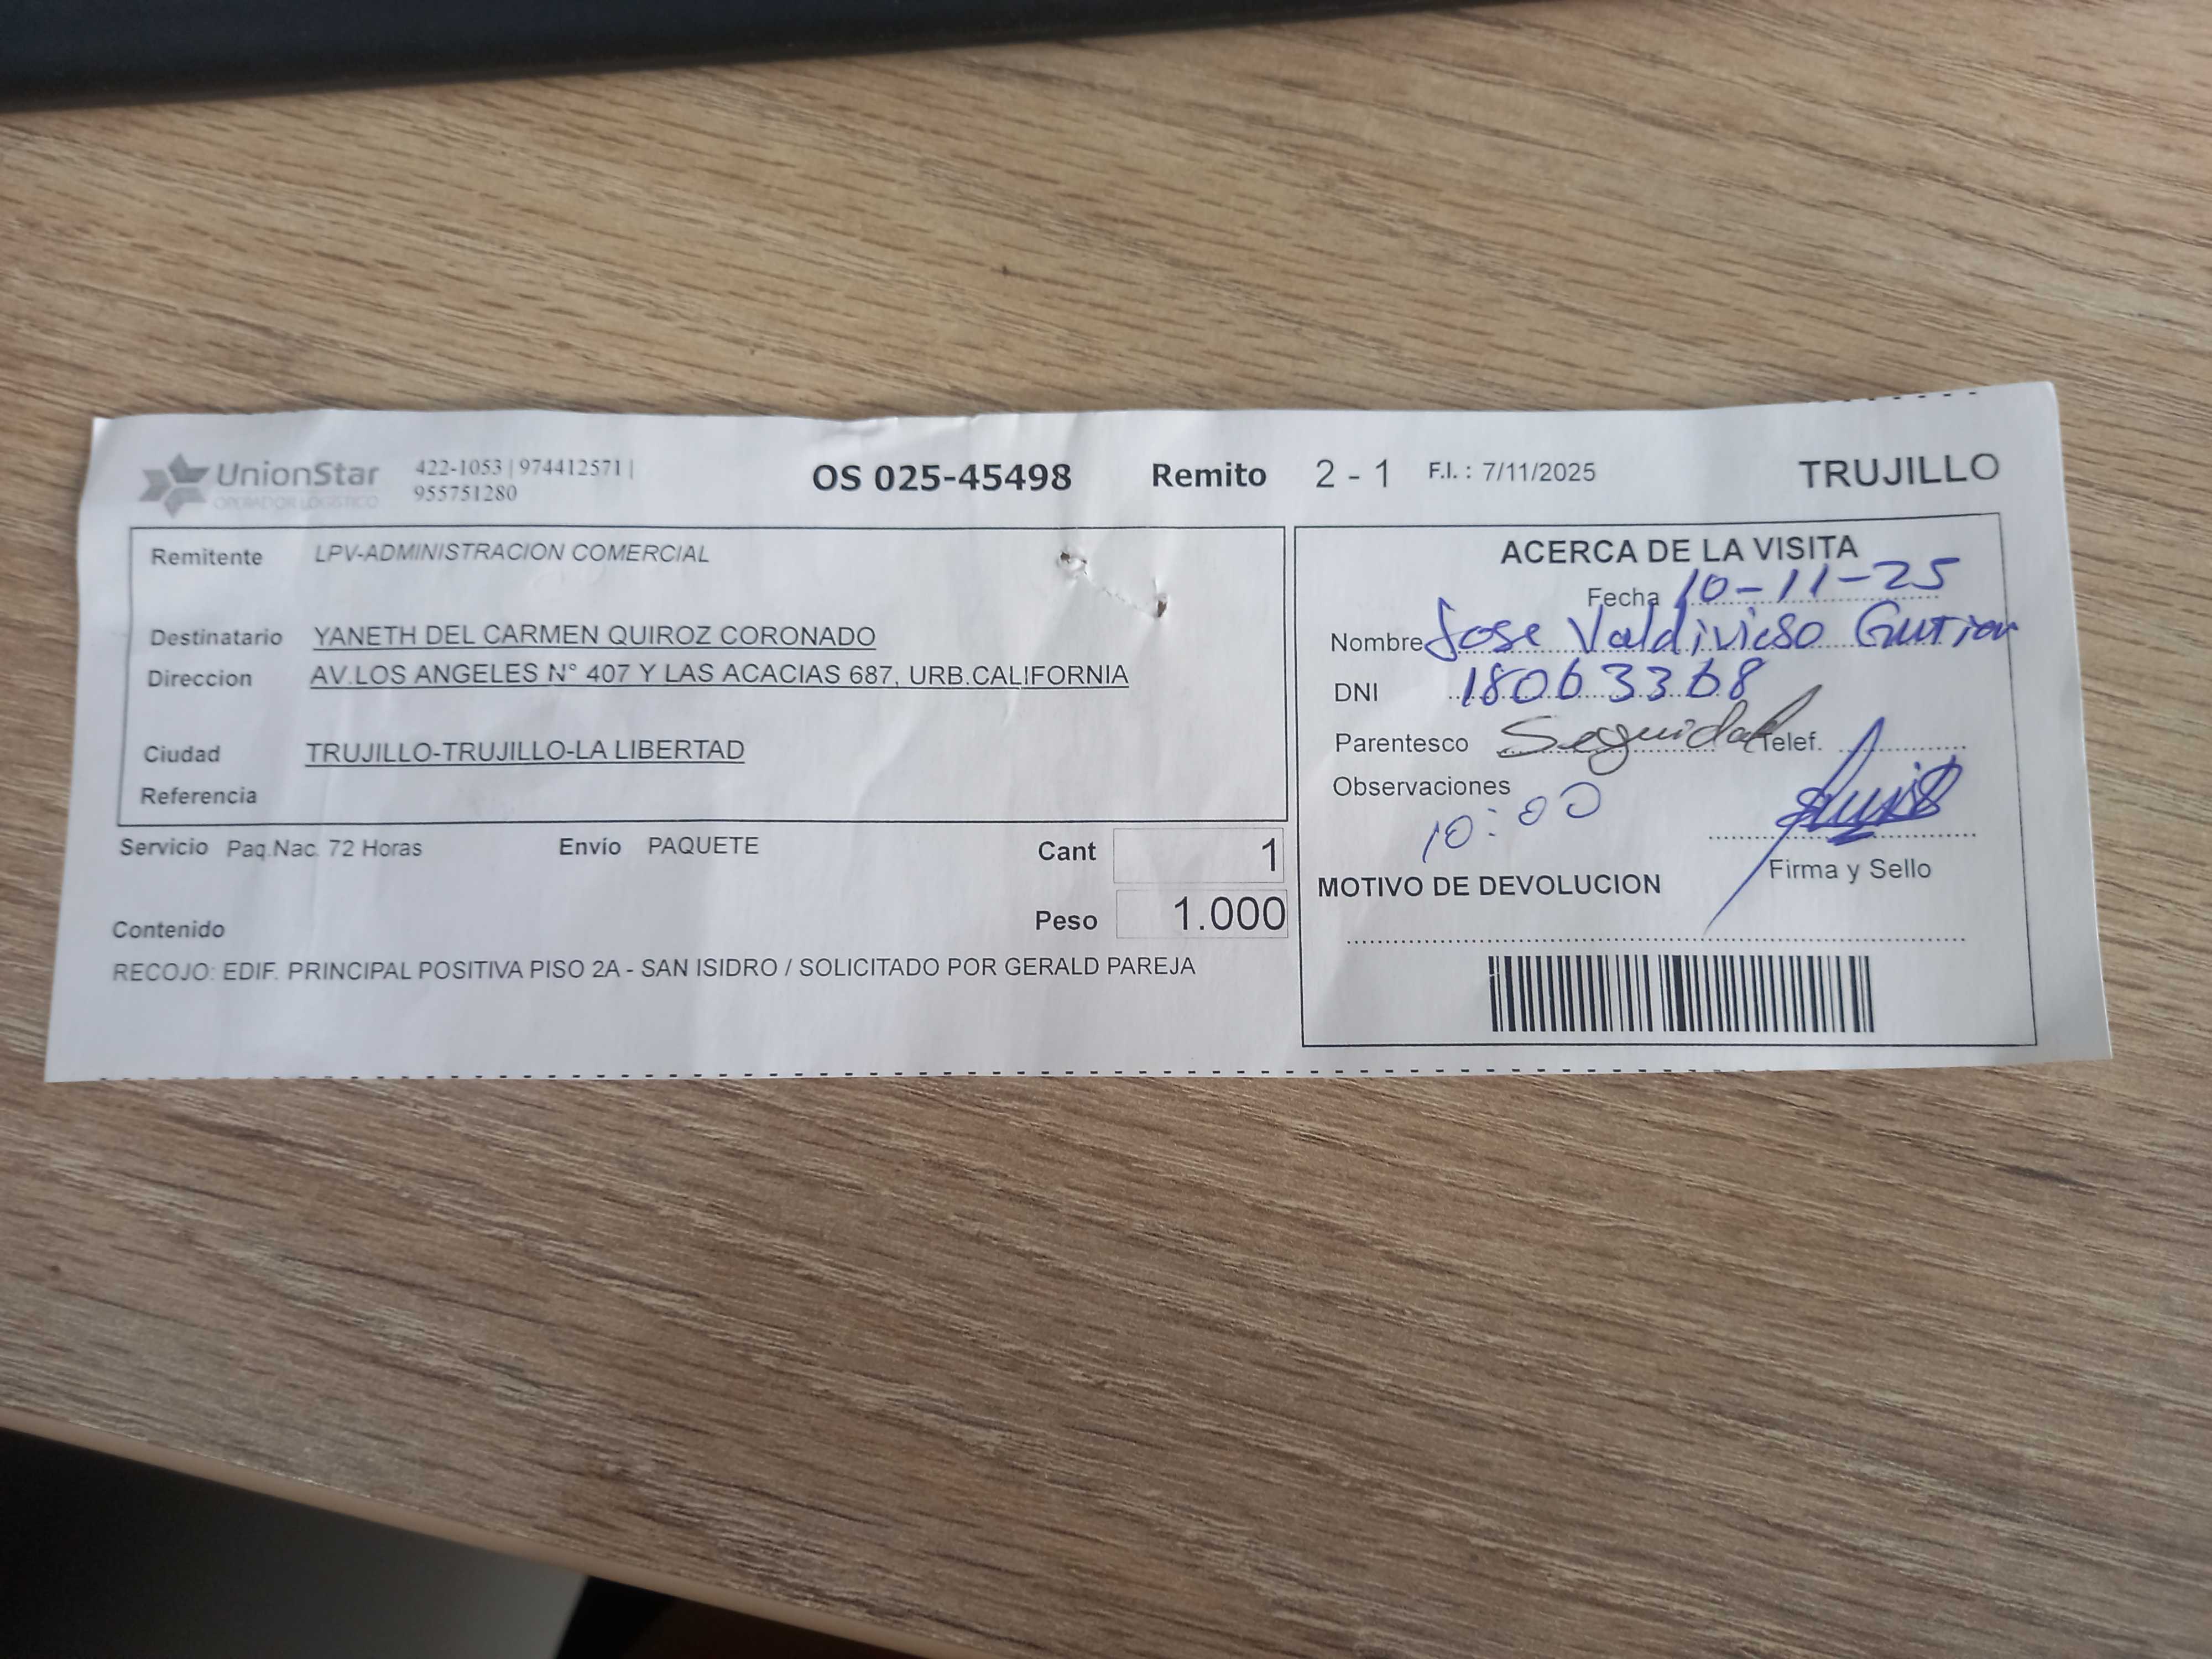 UnionStar
OPERADOR LOGISTICO
422-1053 | 974412571 |
955751280
OS 025-45498 Remito 2 - 1 F.I. : 7/11/2025 TRUJILLO
Remitente LPV-ADMINISTRACION COMERCIAL
Destinatario YANETH DEL CARMEN QUIROZ CORONADO
Direccion AV.LOS ANGELES N° 407 Y LAS ACACIAS 687, URB.CALIFORNIA
Ciudad TRUJILLO-TRUJILLO-LA LIBERTAD
Referencia
Servicio Paq.Nac. 72 Horas Envío PAQUETE Cant 1
Contenido Peso 1.000
RECOJO: EDIF. PRINCIPAL POSITIVA PISO 2A - SAN ISIDRO / SOLICITADO POR GERALD PAREJA
ACERCA DE LA VISITA
Fecha 10-11-25
Nombre Jose Valdivieso
DNI 18063368
Parentesco Seguidad Telef.
Observaciones
10:00
Firma y Sello
MOTIVO DE DEVOLUCION